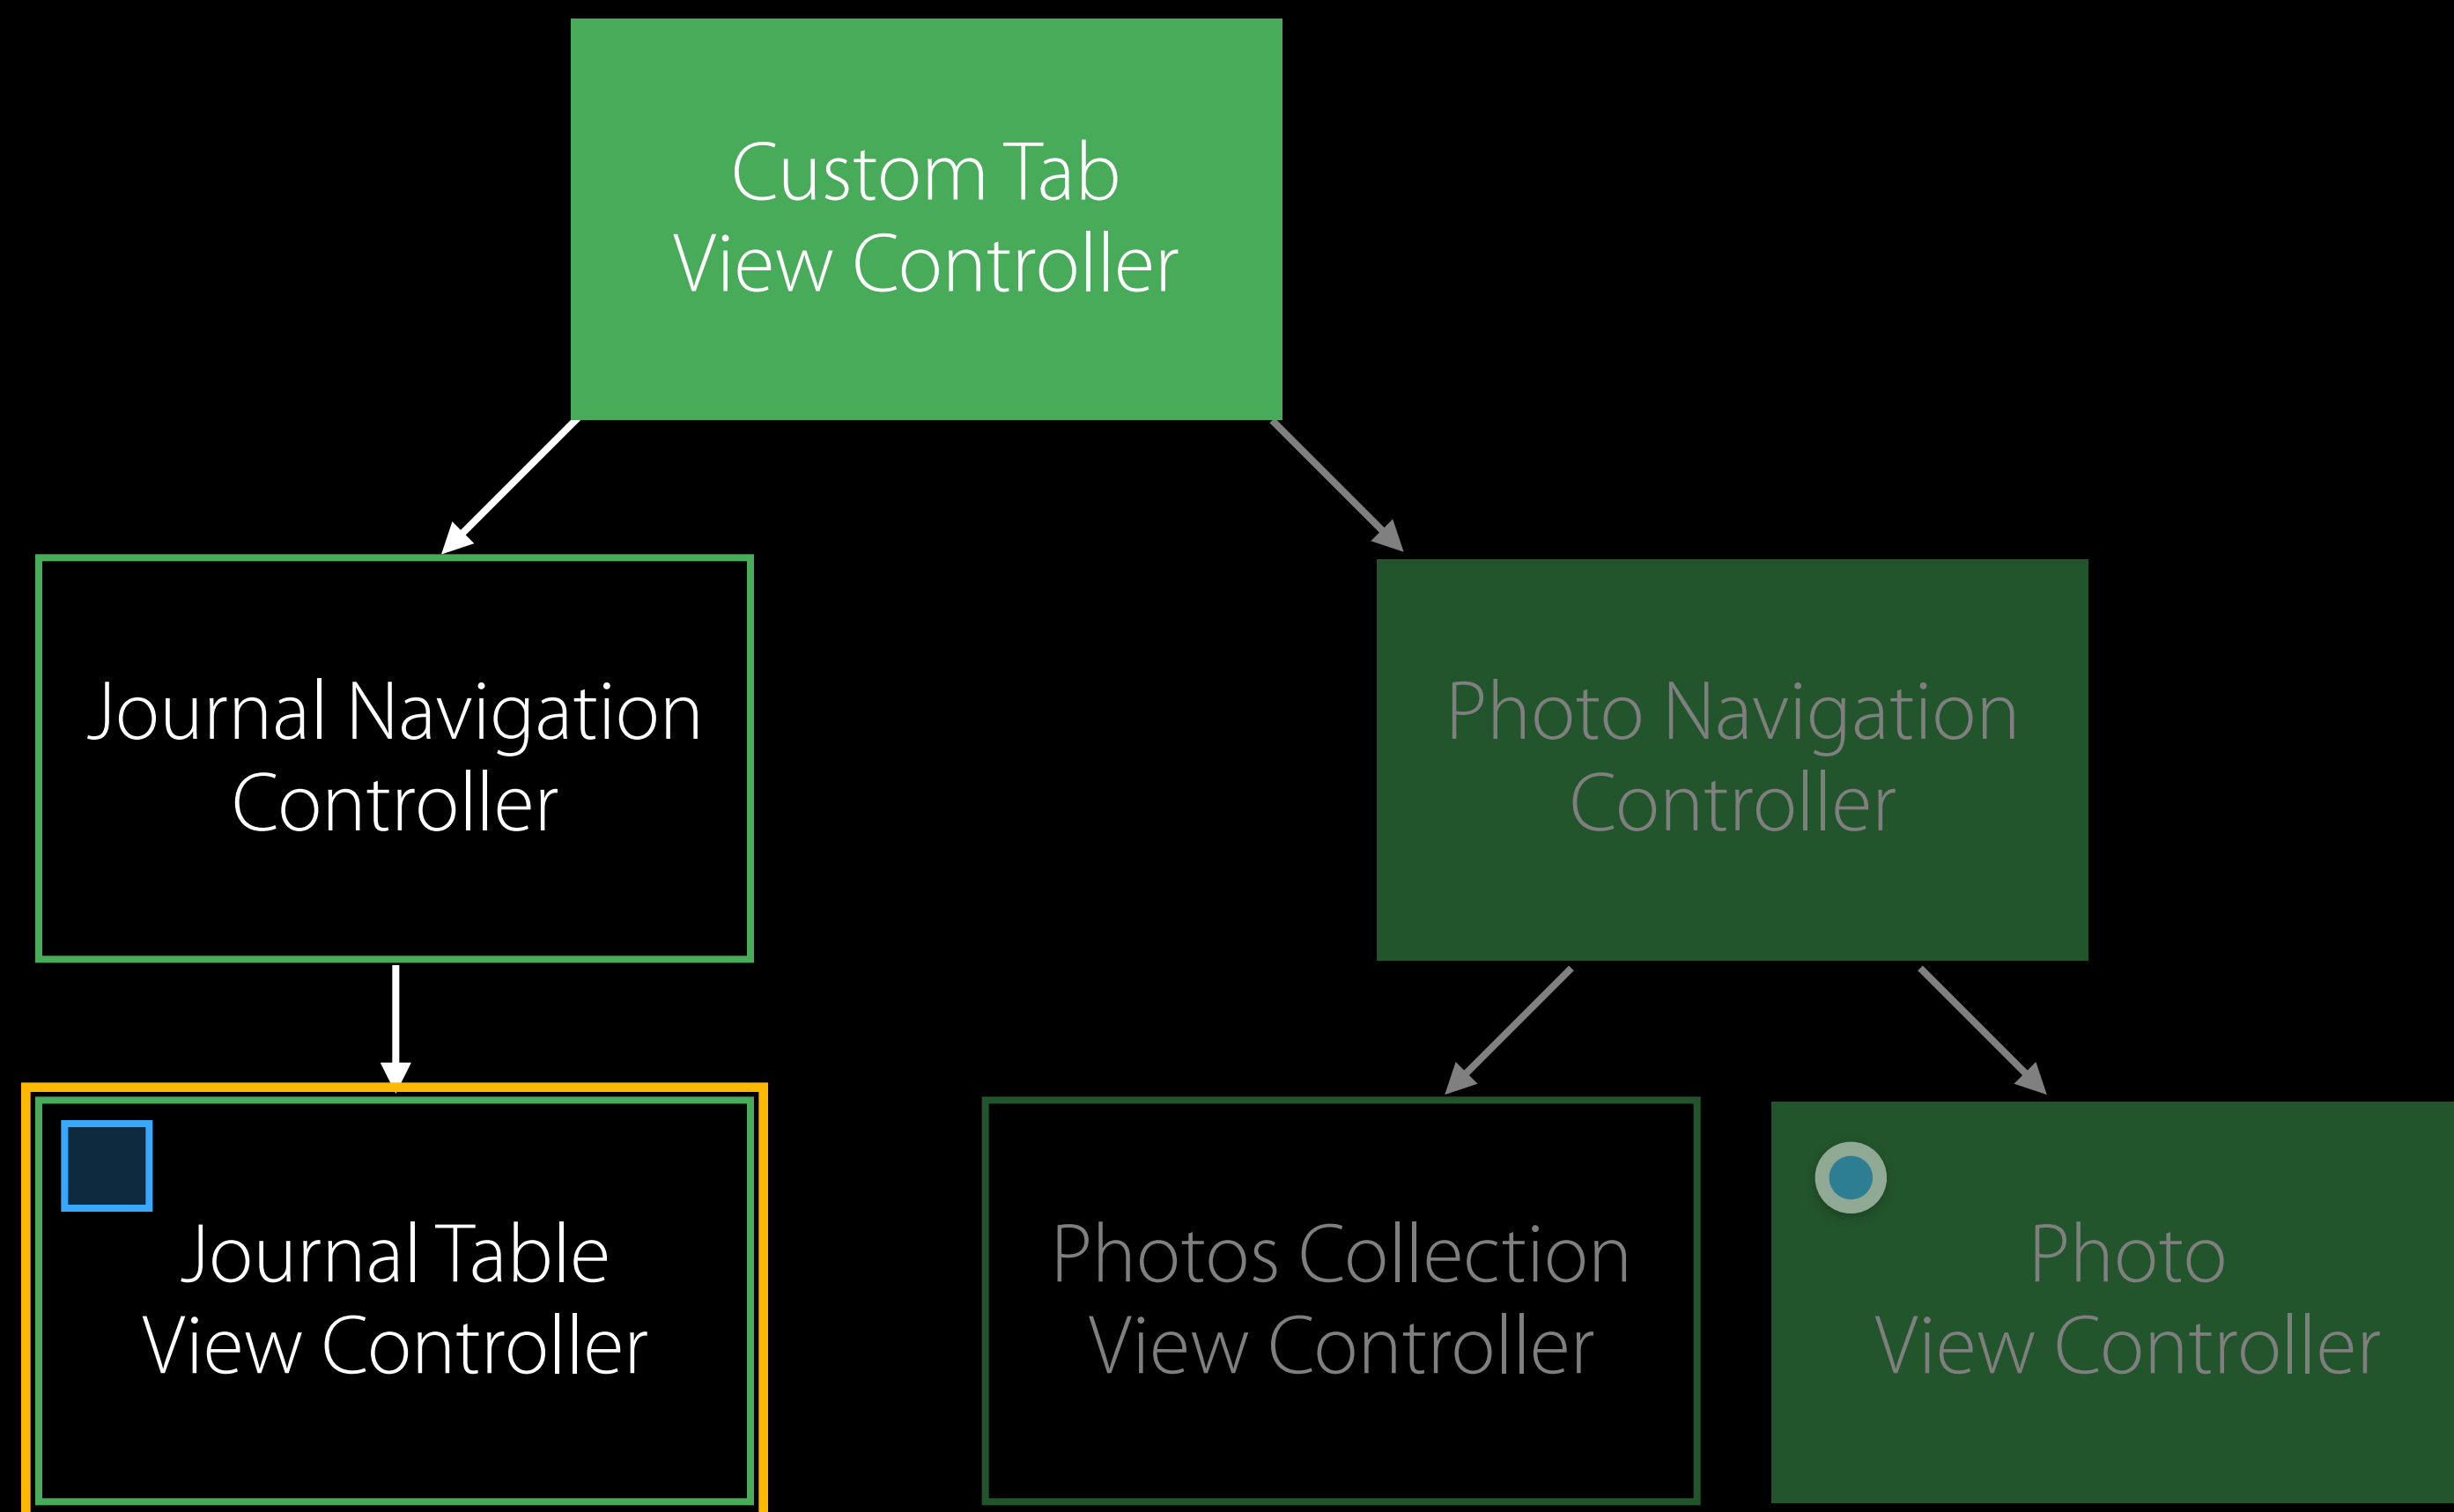 Custom Tab
View Controller
Journal Navigation
Controller
Photo Navigation
Controller
Journal Table
View Controller
Photos Collection
View Controller
Photo
View Controller